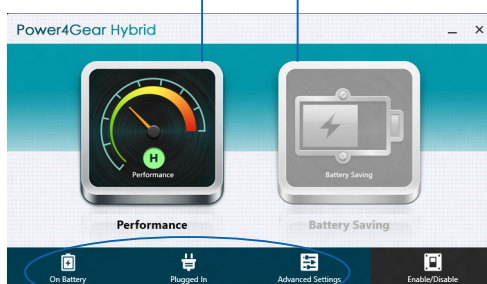 Power4Gear Hybrid
H
Performance
Battery Saving
Performance
Battery Saving
On Battery
Plugged In
Advanced Settings
Enable/Disable